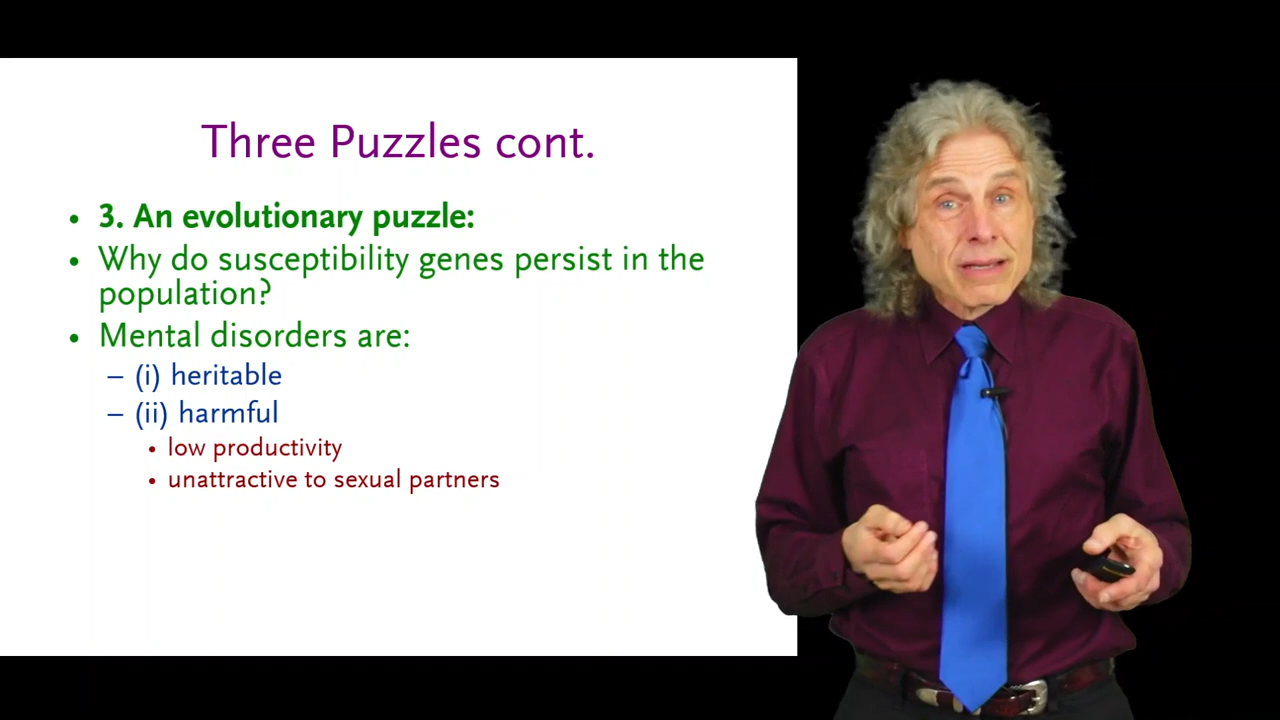 Three Puzzles cont.
• 3. An evolutionary puzzle:
• Why do susceptibility genes persist in the
population?
• Mental disorders are:
– (i) heritable
– (ii) harmful
• low productivity
• unattractive to sexual partners